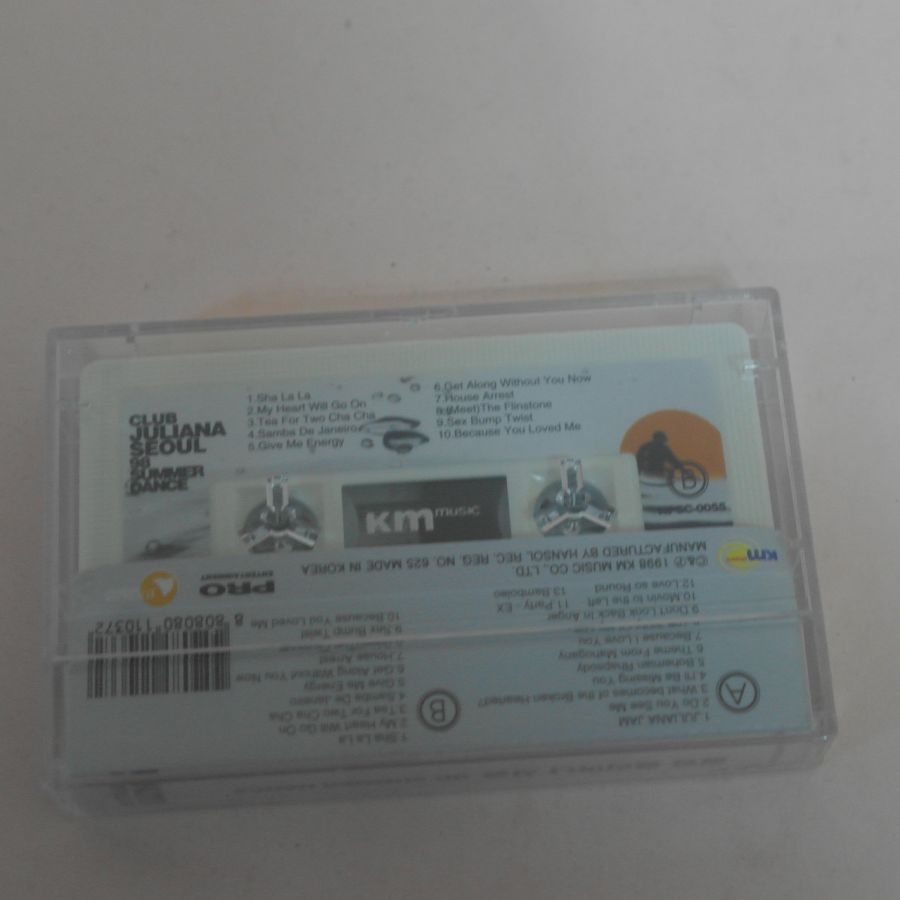 CLUB
JULIANA
SEOUL
98
SUMMER
DANCE
1.Sha La La
2.My Heart Will Go On
3.Tea For Two Cha Cha
4.Samba De Janeiro
5.Give Me Energy
6.Get Along Without You Now
7.House Arrest
8.(Meet)The Flinstone
9.Sex Bump Twist
10.Because You Loved Me
B
KM MUSIC
KM
©&℗ 1998 KM MUSIC CO., LTD.
MANUFACTURED BY HANSOL REC. REG. NO. 625 MADE IN KOREA
PRO
ENTERTAINMENT
A
1.JULIANA JAM
2.Do You See Me
3.What becomes of the Broken Hearted?
4.I'll Be Missing You
5.Bohemian Rhapsody
6.Theme From Mahogany
7.Because I Love You
9.Don't Look Back In Anger
10.Movin to the Left
11.Party - EX
12.Love so Round
13.Bamboleo
B
1.Sha La La
2.My Heart Will Go On
3.Tea For Two Cha Cha
4.Samba De Janeiro
5.Give Me Energy
6.Get Along Without You Now
7.House Arrest
9.Sex Bump Twist
10.Because You Loved Me
8 808080 110372